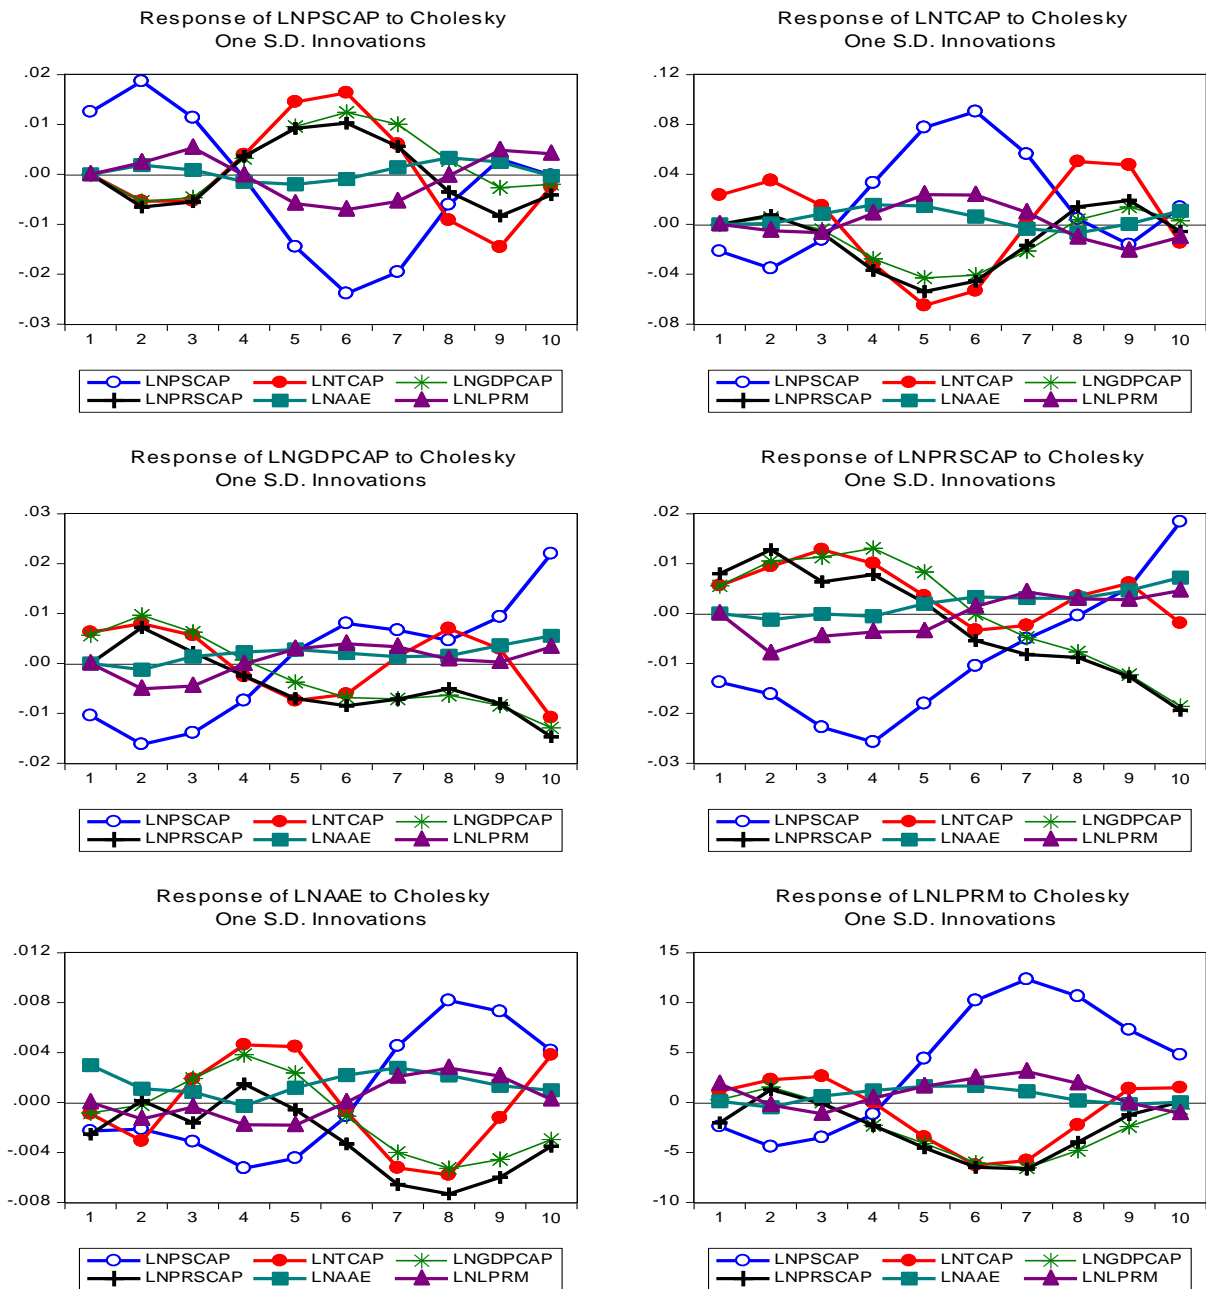 Response of LNPSCAP to Cholesky
One S.D. Innovations
.02
.01
.00
-.01
-.02
-.03
1 2 3 4 5 6 7 8 9 10
LNPSCAP LNTCAP LNGDPCAP
LNPRSCAP LNAAE LNLPRM
Response of LNTCAP to Cholesky
One S.D. Innovations
.12
.08
.04
.00
-.04
-.08
1 2 3 4 5 6 7 8 9 10
LNPSCAP LNTCAP LNGDPCAP
LNPRSCAP LNAAE LNLPRM
Response of LNGDPCAP to Cholesky
One S.D. Innovations
.03
.02
.01
.00
-.01
-.02
1 2 3 4 5 6 7 8 9 10
LNPSCAP LNTCAP LNGDPCAP
LNPRSCAP LNAAE LNLPRM
Response of LNPRSCAP to Cholesky
One S.D. Innovations
.02
.01
.00
-.01
-.02
-.03
1 2 3 4 5 6 7 8 9 10
LNPSCAP LNTCAP LNGDPCAP
LNPRSCAP LNAAE LNLPRM
Response of LNAAE to Cholesky
One S.D. Innovations
.012
.008
.004
.000
-.004
-.008
1 2 3 4 5 6 7 8 9 10
LNPSCAP LNTCAP LNGDPCAP
LNPRSCAP LNAAE LNLPRM
Response of LNLPRM to Cholesky
One S.D. Innovations
15
10
5
0
-5
-10
1 2 3 4 5 6 7 8 9 10
LNPSCAP LNTCAP LNGDPCAP
LNPRSCAP LNAAE LNLPRM